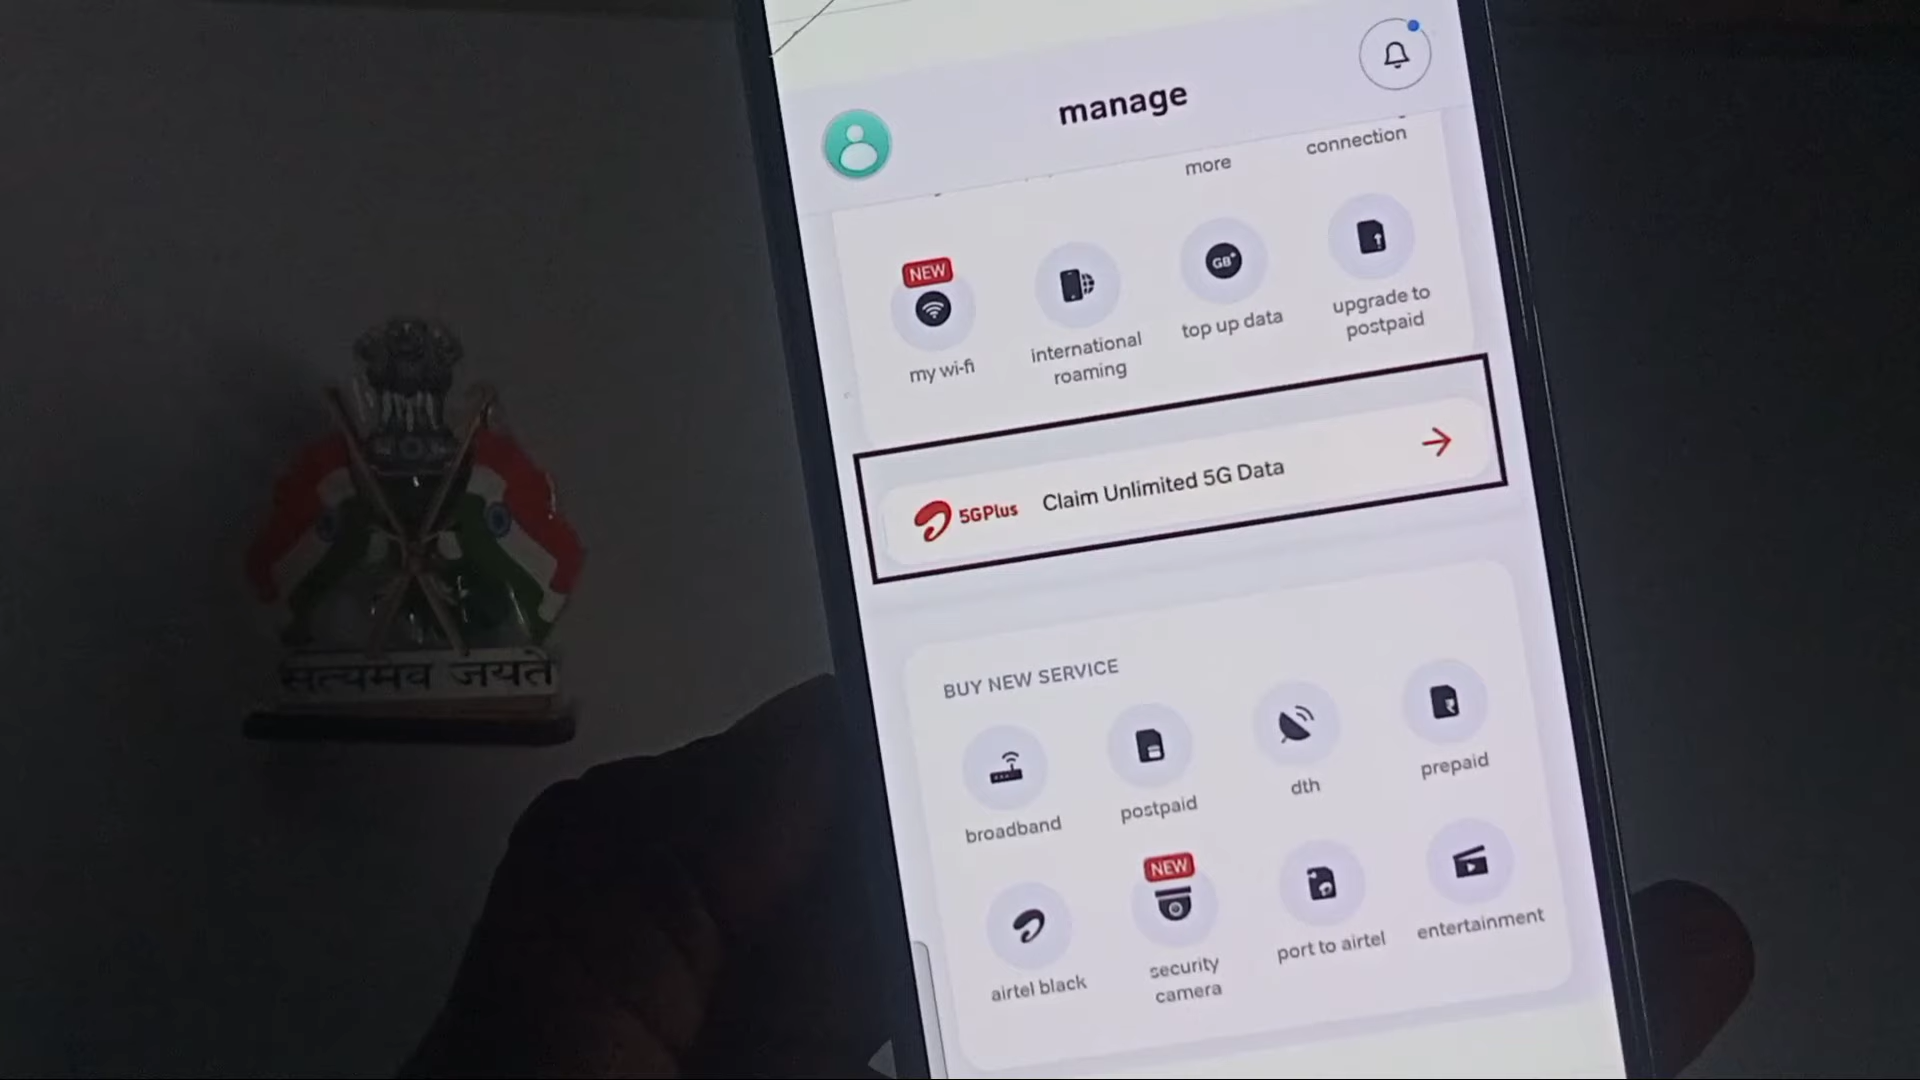 manage
more
connection
NEW
my wi-fi
international
roaming
top up data
GB+
upgrade to
postpaid
5GPlus Claim Unlimited 5G Data
BUY NEW SERVICE
broadband
postpaid
dth
prepaid
airtel black
NEW
security
camera
port to airtel
entertainment
सत्यमेव जयते